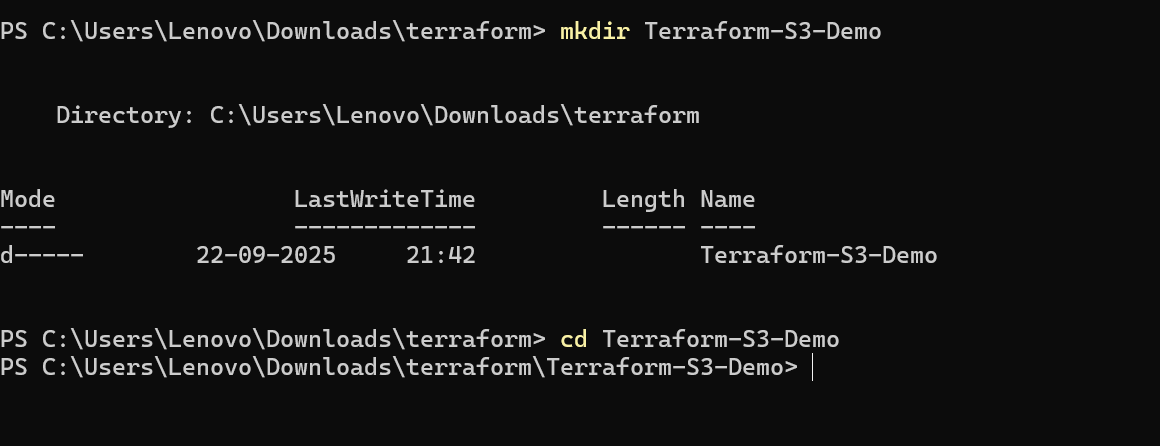 PS C:\Users\Lenovo\Downloads\terraform> mkdir Terraform-S3-Demo
Directory: C:\Users\Lenovo\Downloads\terraform
Mode                 LastWriteTime         Length Name
----                 -------------         ------ ----
d-----        22-09-2025     21:42                Terraform-S3-Demo
PS C:\Users\Lenovo\Downloads\terraform> cd Terraform-S3-Demo
PS C:\Users\Lenovo\Downloads\terraform\Terraform-S3-Demo>